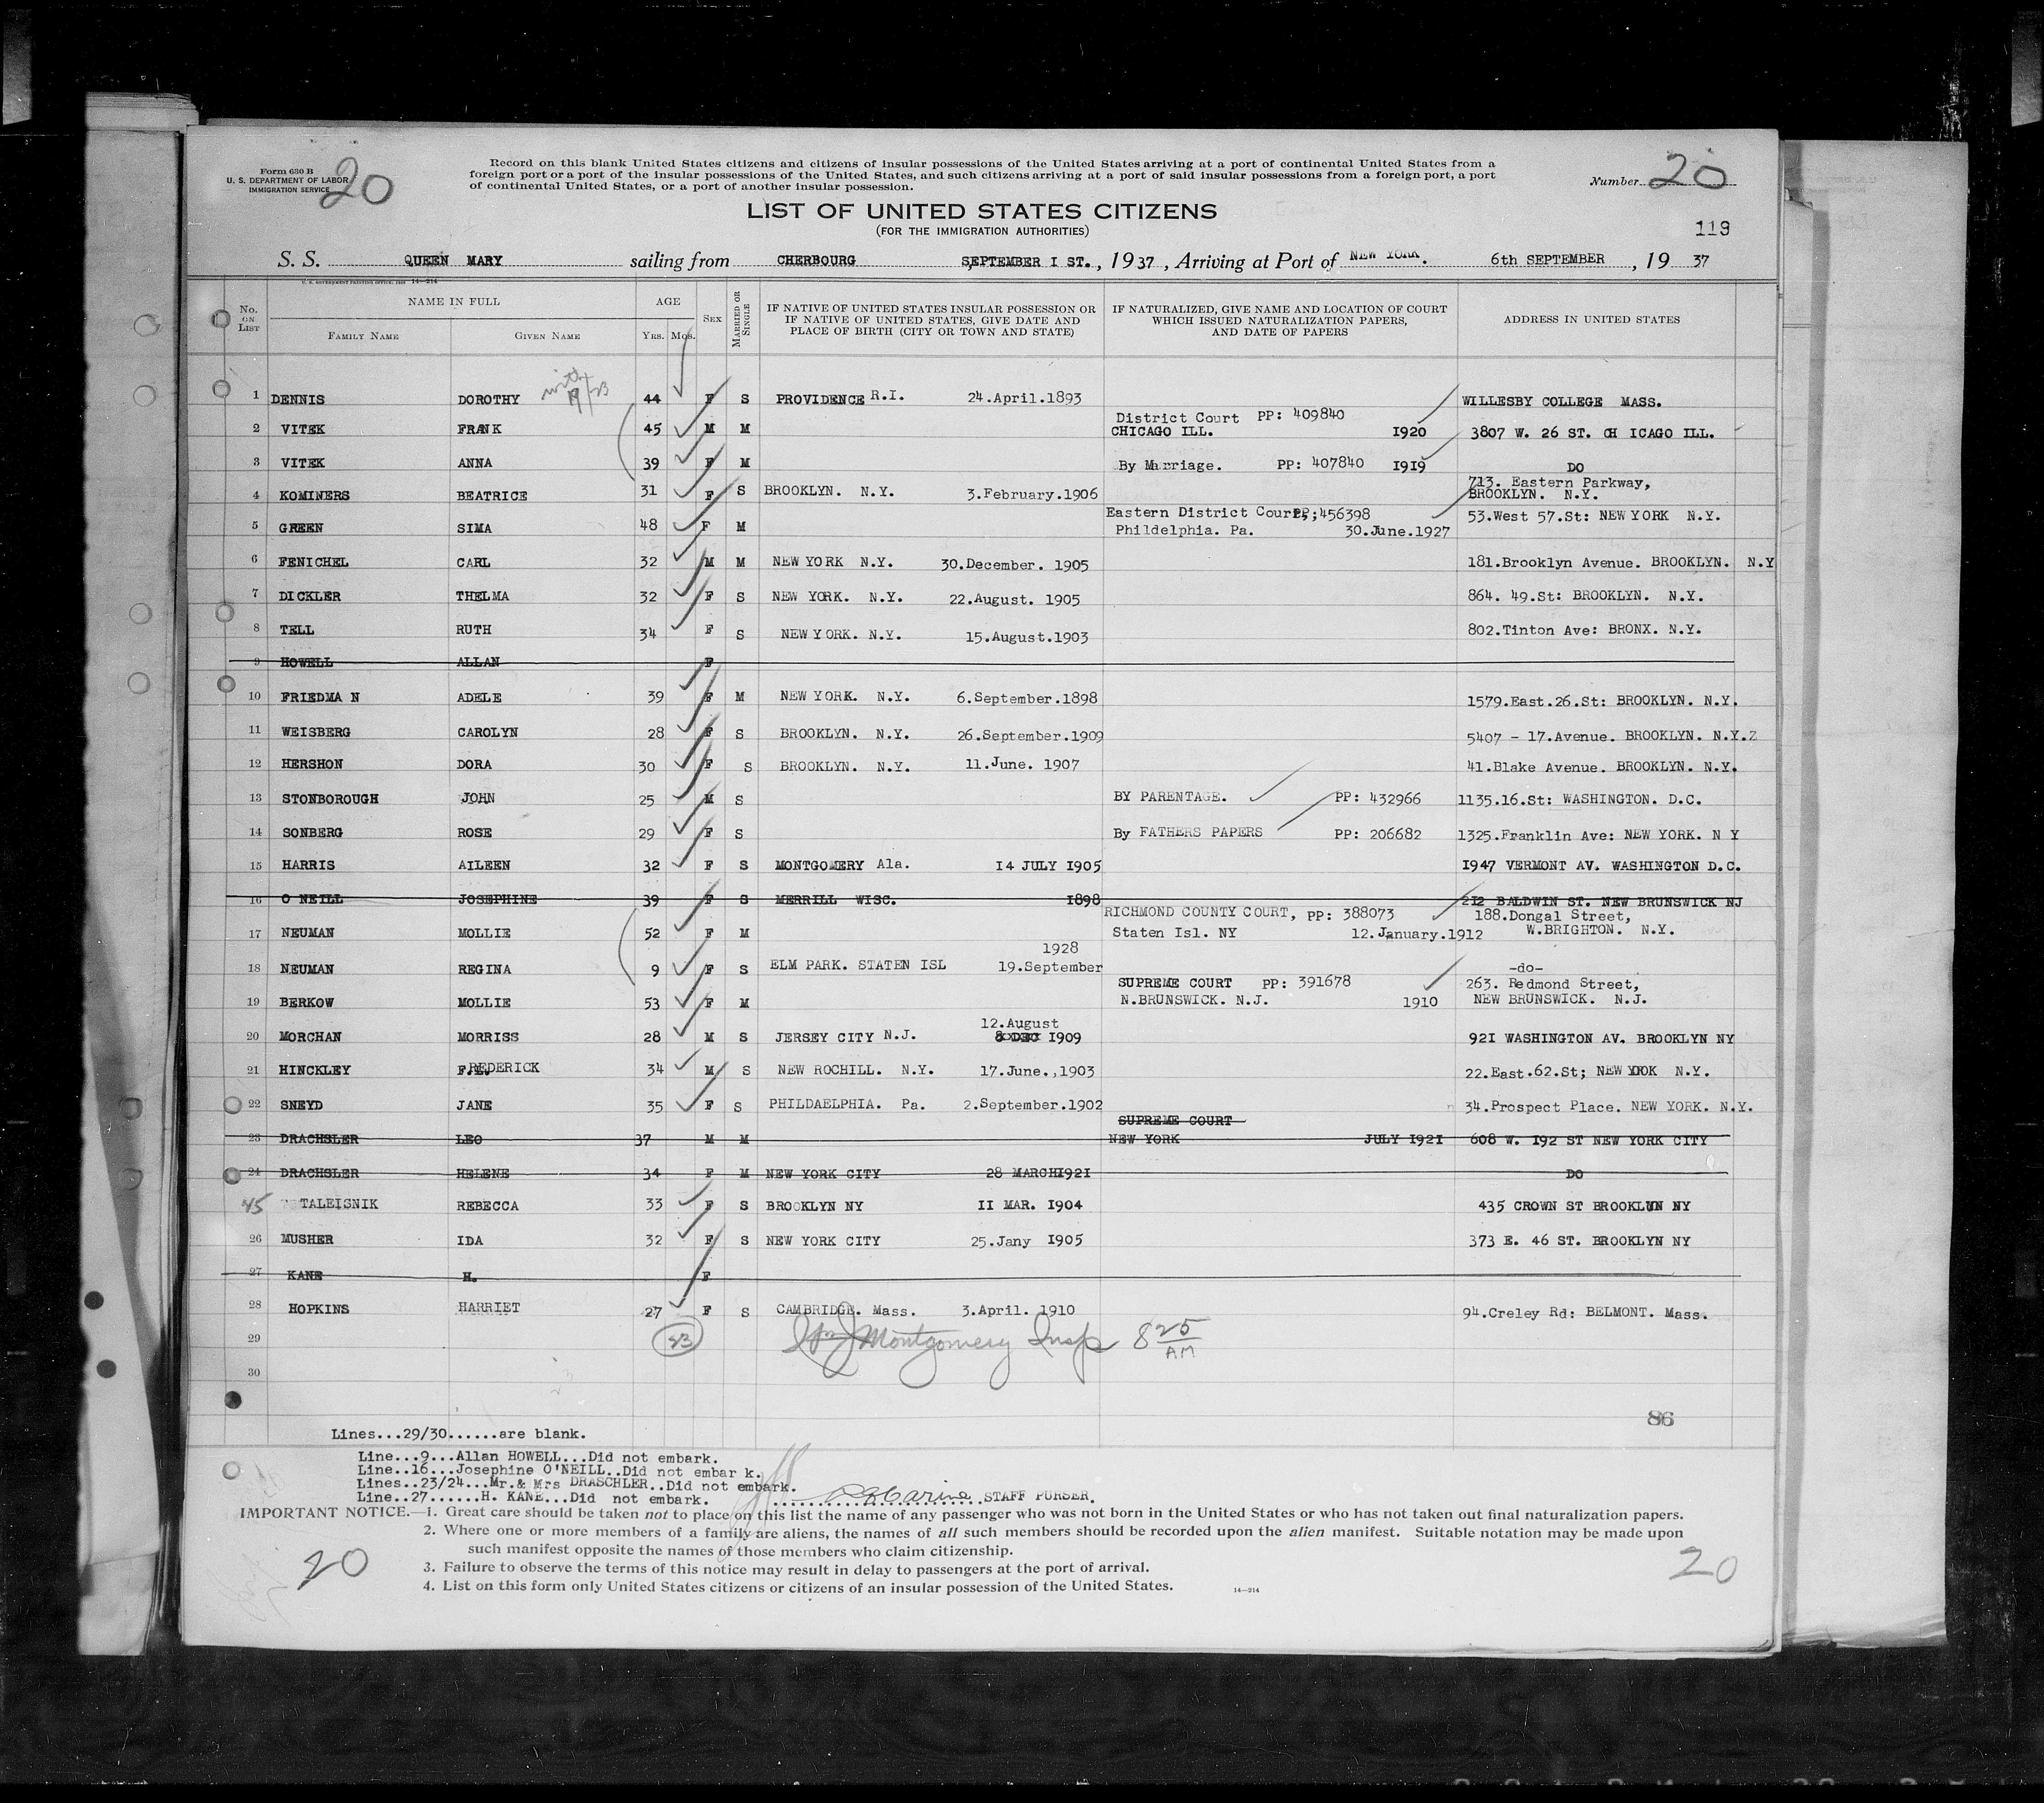 Form 630 B
U. S. DEPARTMENT OF LABOR
IMMIGRATION SERVICE
20
Record on this blank United States citizens and citizens of insular possessions of the United States arriving at a port of continental United States from a
foreign port or a port of the insular possessions of the United States, and such citizens arriving at a port of said insular possessions from a foreign port, a port
of continental United States, or a port of another insular possession.
Number 20
LIST OF UNITED STATES CITIZENS
(FOR THE IMMIGRATION AUTHORITIES)
119
S. S. QUEEN MARY sailing from CHERBOURG SEPTEMBER I ST., 1937, Arriving at Port of NEW YORK. 6th SEPTEMBER, 19 37
No. ON LIST NAME IN FULL AGE SEX MARRIED OR SINGLE IF NATIVE OF UNITED STATES INSULAR POSSESSION OR IF NATIVE OF UNITED STATES, GIVE DATE AND PLACE OF BIRTH (CITY OR TOWN AND STATE) IF NATURALIZED, GIVE NAME AND LOCATION OF COURT WHICH ISSUED NATURALIZATION PAPERS, AND DATE OF PAPERS ADDRESS IN UNITED STATES
FAMILY NAME GIVEN NAME YRS. MOS.
with 19/23
1 DENNIS DOROTHY 44 F S PROVIDENCE R.I. 24.April.1893 WILLESBY COLLEGE MASS.
District Court PP: 409840
2 VITEK FRANK 45 M M CHICAGO ILL. 1920 3807 W. 26 ST. CH ICAGO ILL.
3 VITEK ANNA 39 F M By Marriage. PP: 407840 1919 DO
713. Eastern Parkway,
4 KOMINERS BEATRICE 31 F S BROOKLYN. N.Y. 3.February.1906 BROOKLYN. N.Y.
Eastern District Court, PP;456398
5 GREEN SIMA 48 F M Phildelphia. Pa. 30.June.1927 53.West 57.St: NEW YORK N.Y.
6 FENICHEL CARL 32 M M NEW YORK N.Y. 30.December. 1905 181.Brooklyn Avenue. BROOKLYN. N.Y
7 DICKLER THELMA 32 F S NEW YORK. N.Y. 22.August. 1905 864. 49.St: BROOKLYN. N.Y.
8 TELL RUTH 34 F S NEW YORK. N.Y. 15.August.1903 802.Tinton Ave: BRONX. N.Y.
9 HOWELL ALLAN F
10 FRIEDMA N ADELE 39 F M NEW YORK. N.Y. 6.September.1898 1579.East.26.St: BROOKLYN. N.Y.
11 WEISBERG CAROLYN 28 F S BROOKLYN. N.Y. 26.September.1909 5407 - 17.Avenue. BROOKLYN. N.Y.Z
12 HERSHON DORA 30 F S BROOKLYN. N.Y. 11.June. 1907 41.Blake Avenue. BROOKLYN. N.Y.
13 STONBOROUGH JOHN 25 M S BY PARENTAGE. PP: 432966 1135.16.St: WASHINGTON. D.C.
14 SONBERG ROSE 29 F S By FATHERS PAPERS PP: 206682 1325.Franklin Ave: NEW YORK. N Y
15 HARRIS AILEEN 32 F S MONTGOMERY Ala. 14 JULY 1905 1947 VERMONT AV. WASHINGTON D.C.
16 O NEILL JOSEPHINE 39 F S MERRILL WISC. 1898 212 BALDWIN ST. NEW BRUNSWICK NJ
RICHMOND COUNTY COURT, PP: 388073 188.Dongal Street,
17 NEUMAN MOLLIE 52 F M Staten Isl. NY 12.January.1912 W.BRIGHTON. N.Y.
1928
18 NEUMAN REGINA 9 F S ELM PARK. STATEN ISL 19.September -do-
SUPREME COURT PP: 391678 263. Redmond Street,
19 BERKOW MOLLIE 53 F M N.BRUNSWICK. N.J. 1910 NEW BRUNSWICK. N.J.
12.August
20 MORCHAN MORRISS 28 M S JERSEY CITY N.J. 8 DEC 1909 921 WASHINGTON AV. BROOKLYN NY
21 HINCKLEY FREDERICK 34 M S NEW ROCHILL. N.Y. 17.June.,1903 22.East.62.St; NEW YOOK N.Y.
22 SNEYD JANE 35 F S PHILDAELPHIA. Pa. 2.September.1902 34.Prospect Place. NEW YORK. N.Y.
SUPREME COURT
23 DRACHSLER LEO 37 M M NEW YORK JULY 1921 608 W. 192 ST NEW YORK CITY
24 DRACHSLER HELENE 34 F M NEW YORK CITY 28 MARCH1921 DO
45 TALEISNIK REBECCA 33 F S BROOKLYN NY II MAR. 1904 435 CROWN ST BROOKLUN NY
26 MUSHER IDA 32 F S NEW YORK CITY 25.Jany 1905 373 E. 46 ST. BROOKLYN NY
27 KANE H. F
28 HOPKINS HARRIET 27 F S CAMBRIDGE. Mass. 3.April. 1910 94.Creley Rd: BELMONT. Mass.
29 23 Montgomery Insp 8 25 AM
30
86
Lines...29/30......are blank.
Line...9...Allan HOWELL...Did not embark.
Line..16...Josephine O'NEILL..Did not embar k.
Lines..23/24...Mr.& Mrs DRASCHLER..Did not embark.
Line..27......H. KANE...Did not embark.
STAFF PURSER.
IMPORTANT NOTICE.—1. Great care should be taken not to place on this list the name of any passenger who was not born in the United States or who has not taken out final naturalization papers.
2. Where one or more members of a family are aliens, the names of all such members should be recorded upon the alien manifest. Suitable notation may be made upon
such manifest opposite the names of those members who claim citizenship.
3. Failure to observe the terms of this notice may result in delay to passengers at the port of arrival.
4. List on this form only United States citizens or citizens of an insular possession of the United States.
14—214
20
20